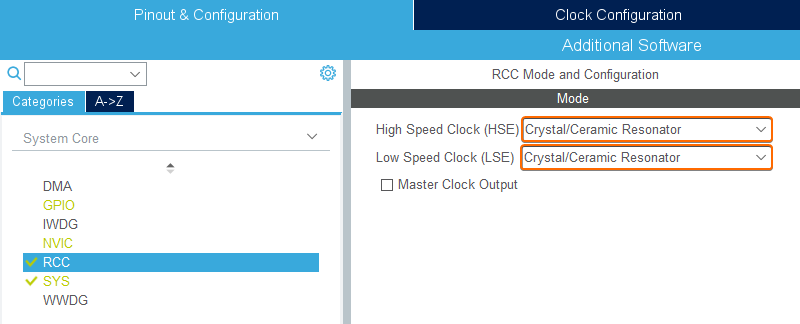 Pinout & Configuration
Clock Configuration
Additional Software
Categories
A->Z
System Core
DMA
GPIO
IWDG
NVIC
RCC
SYS
WWDG
RCC Mode and Configuration
Mode
High Speed Clock (HSE) Crystal/Ceramic Resonator
Low Speed Clock (LSE) Crystal/Ceramic Resonator
Master Clock Output